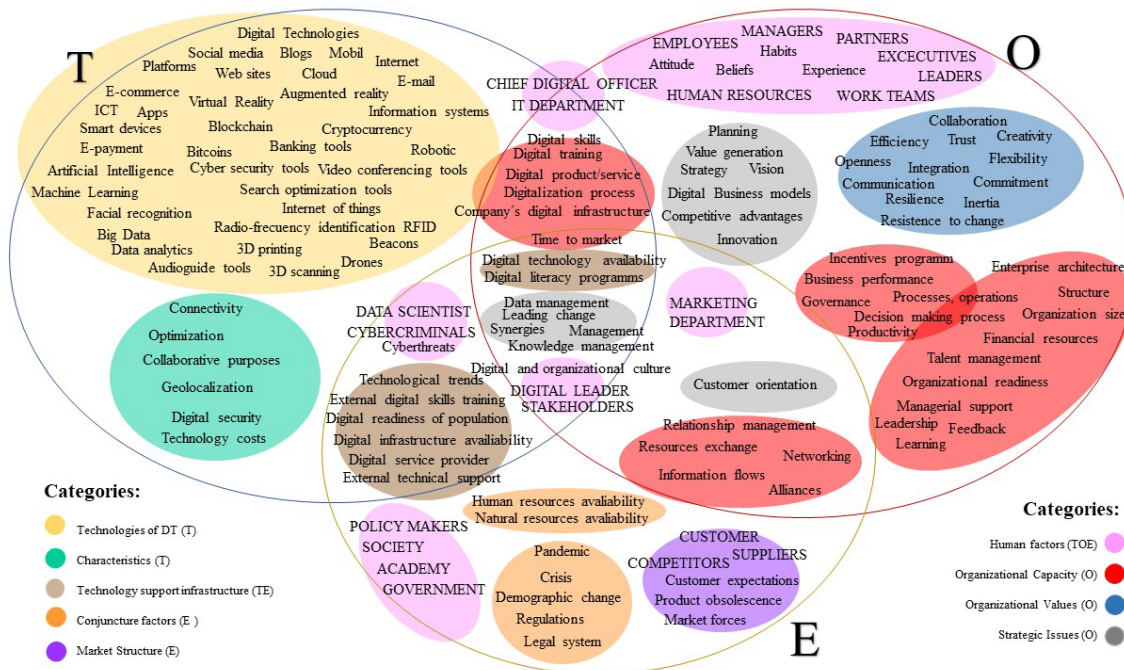 T
Digital Technologies
Social media Blogs Mobil
Platforms Internet
Web sites Cloud E-mail
E-commerce Augmented reality
ICT Apps Virtual Reality Information systems
Smart devices Blockchain Cryptocurrency
E-payment Bitcoins Banking tools Robotic
Artificial Intelligence Cyber security tools Video conferencing tools
Machine Learning Search optimization tools
Facial recognition Internet of things
Big Data Radio-frecuency identification RFID
Data analytics 3D printing Beacons
Audioguide tools 3D scanning Drones
Connectivity
Optimization
Collaborative purposes
Geolocalization
Digital security
Technology costs
CHIEF DIGITAL OFFICER
IT DEPARTMENT
Digital skills
Digital training
Digital product/service
Digitalization process
Company´s digital infrastructure
Time to market
Digital technology availability
Digital literacy programms
Data management
Leading change
Synergies Management
Knowledge management
Digital and organizational culture
DIGITAL LEADER
STAKEHOLDERS
DATA SCIENTIST
CYBERCRIMINALS
Cyberthreats
Technological trends
External digital skills training
Digital readiness of population
Digital infrastructure availiability
Digital service provider
External technical support
O
MANAGERS
EMPLOYEES PARTNERS
Habits EXCECUTIVES
Attitude Beliefs Experience LEADERS
HUMAN RESOURCES WORK TEAMS
Planning
Value generation
Strategy Vision
Digital Business models
Competitive advantages
Innovation
Collaboration
Efficiency Trust Creativity
Openness Integration Flexibility
Communication Commitment
Resilience Inertia
Resistence to change
MARKETING
DEPARTMENT
Incentives programm
Business performance
Governance Processes, operations
Decision making process
Productivity
Enterprise architecture
Structure
Organization size
Financial resources
Talent management
Organizational readiness
Managerial support
Leadership Feedback
Learning
Customer orientation
Relationship management
Resources exchange Networking
Information flows
Alliances
Human resources avaliability
Natural resources avaliability
POLICY MAKERS
SOCIETY
ACADEMY
GOVERNMENT
Pandemic
Crisis
Demographic change
Regulations
Legal system
CUSTOMER
SUPPLIERS
COMPETITORS
Customer expectations
Product obsolescence
Market forces
E
Categories:
Technologies of DT (T)
Characteristics (T)
Technology support infrastructure (TE)
Conjuncture factors (E )
Market Structure (E)
Categories:
Human factors (TOE)
Organizational Capacity (O)
Organizational Values (O)
Strategic Issues (O)